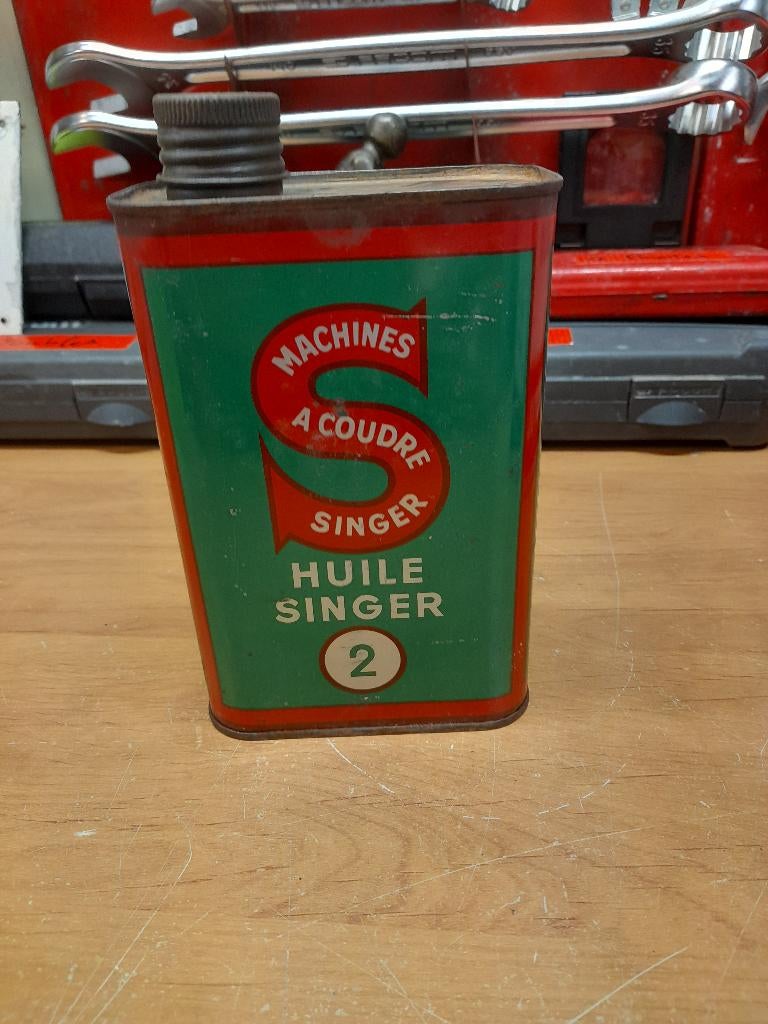 MACHINES
A COUDRE
SINGER
HUILE
SINGER
2